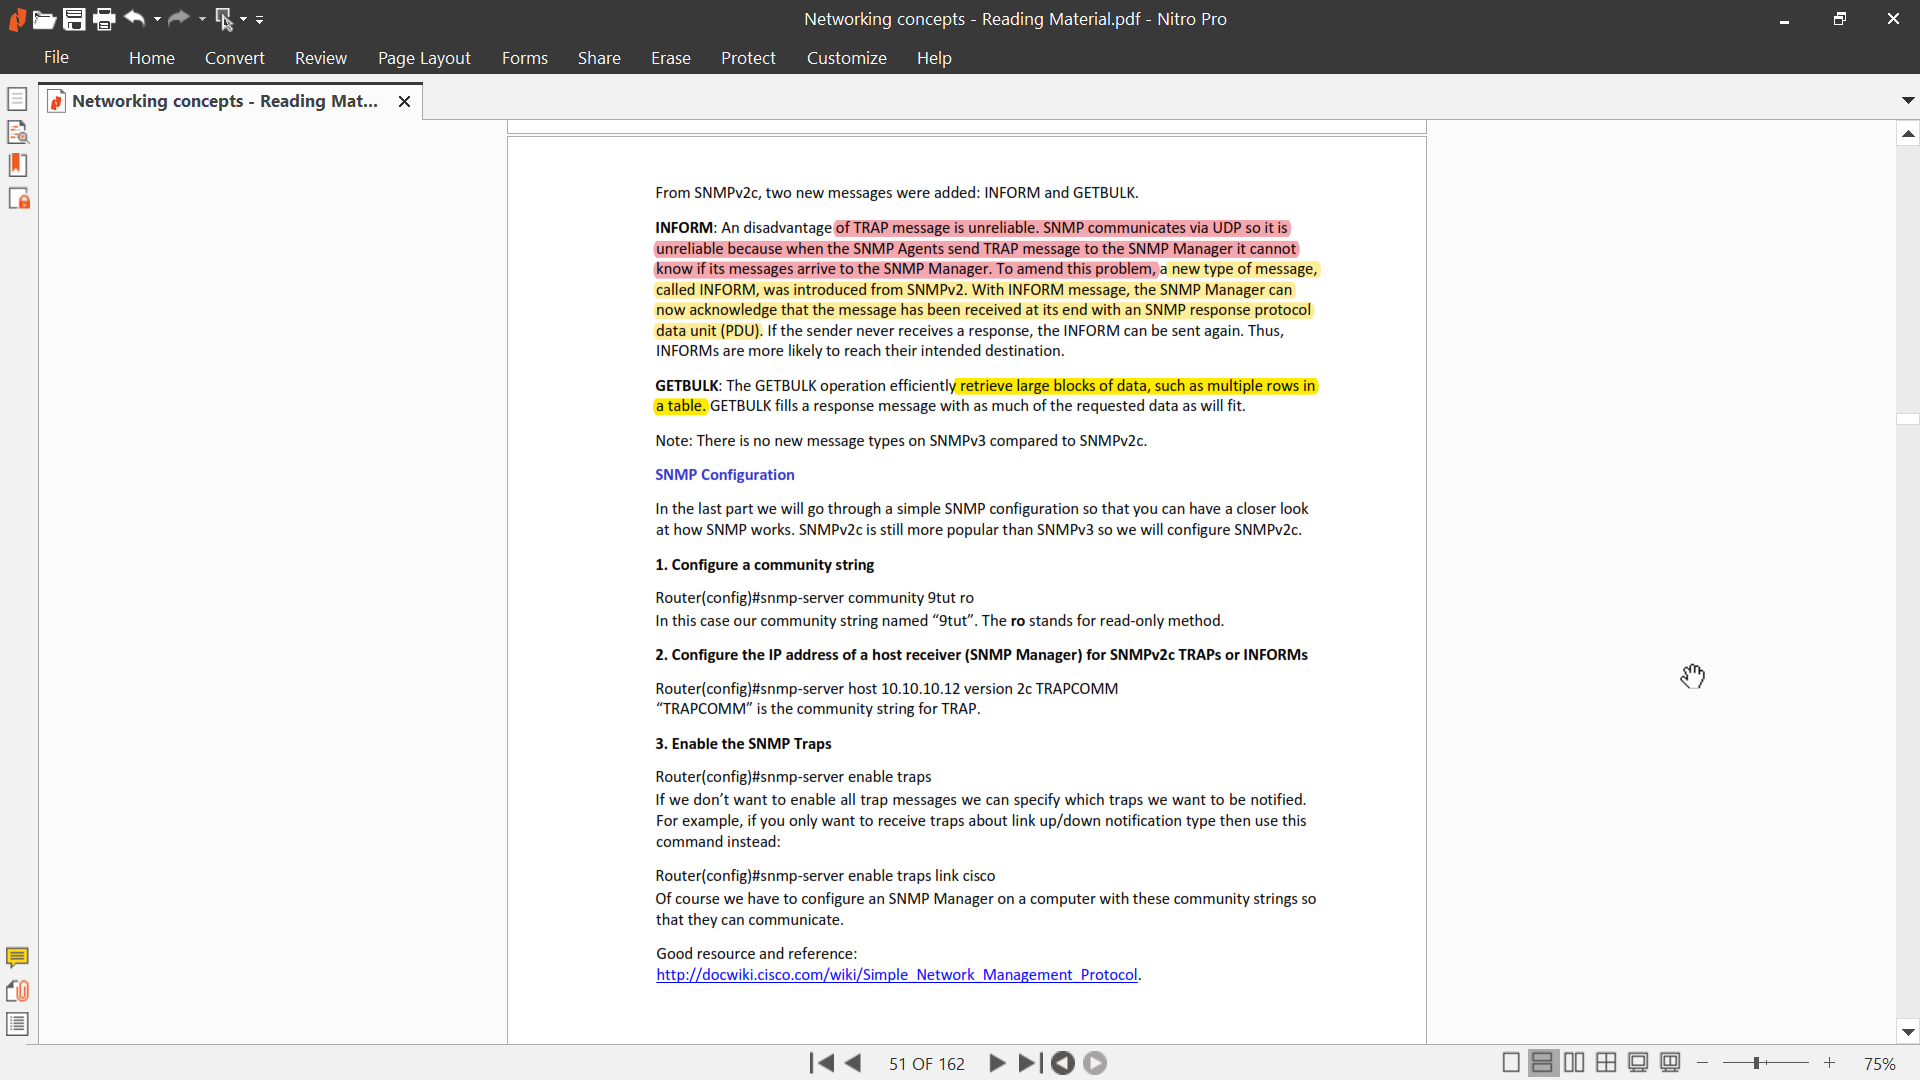 Networking concepts - Reading Material.pdf - Nitro Pro
File Home Convert Review Page Layout Forms Share Erase Protect Customize Help
Networking concepts - Reading Mat...
From SNMPv2c, two new messages were added: INFORM and GETBULK.
INFORM: An disadvantage of TRAP message is unreliable. SNMP communicates via UDP so it is
unreliable because when the SNMP Agents send TRAP message to the SNMP Manager it cannot
know if its messages arrive to the SNMP Manager. To amend this problem, a new type of message,
called INFORM, was introduced from SNMPv2. With INFORM message, the SNMP Manager can
now acknowledge that the message has been received at its end with an SNMP response protocol
data unit (PDU). If the sender never receives a response, the INFORM can be sent again. Thus,
INFORMs are more likely to reach their intended destination.
GETBULK: The GETBULK operation efficiently retrieve large blocks of data, such as multiple rows in
a table. GETBULK fills a response message with as much of the requested data as will fit.
Note: There is no new message types on SNMPv3 compared to SNMPv2c.
SNMP Configuration
In the last part we will go through a simple SNMP configuration so that you can have a closer look
at how SNMP works. SNMPv2c is still more popular than SNMPv3 so we will configure SNMPv2c.
1. Configure a community string
Router(config)#snmp-server community 9tut ro
In this case our community string named “9tut”. The ro stands for read-only method.
2. Configure the IP address of a host receiver (SNMP Manager) for SNMPv2c TRAPs or INFORMs
Router(config)#snmp-server host 10.10.10.12 version 2c TRAPCOMM
“TRAPCOMM” is the community string for TRAP.
3. Enable the SNMP Traps
Router(config)#snmp-server enable traps
If we don’t want to enable all trap messages we can specify which traps we want to be notified.
For example, if you only want to receive traps about link up/down notification type then use this
command instead:
Router(config)#snmp-server enable traps link cisco
Of course we have to configure an SNMP Manager on a computer with these community strings so
that they can communicate.
Good resource and reference:
http://docwiki.cisco.com/wiki/Simple_Network_Management_Protocol.
51 OF 162
75%